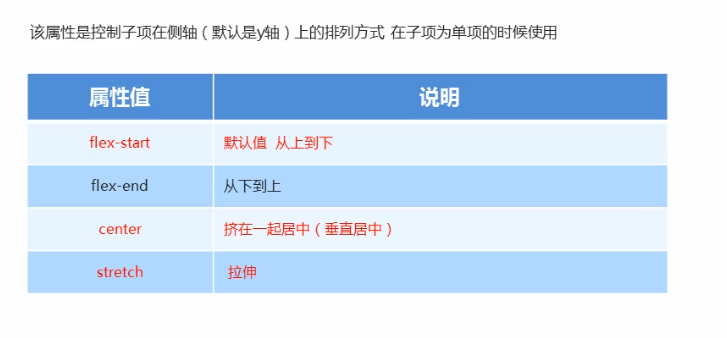 该属性是控制子项在侧轴（默认是y轴）上的排列方式 在子项为单项的时候使用
属性值 说明
flex-start 默认值 从上到下
flex-end 从下到上
center 挤在一起居中（垂直居中）
stretch 拉伸